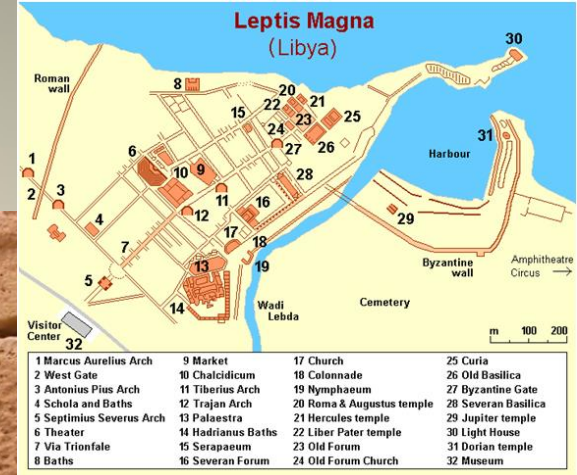 Leptis Magna
(Libya)
Roman
wall
30
8
20
21
22
15
23
25
24
31
6
27
26
1
10
9
Harbour
28
2
3
11
12
16
29
4
7
17
18
Byzantine
wall
Amphitheatre
Circus →
5
13
19
14
Wadi
Lebda
Cemetery
Visitor
Center
32
m 100 200
1 Marcus Aurelius Arch
2 West Gate
3 Antonius Pius Arch
4 Schola and Baths
5 Septimius Severus Arch
6 Theater
7 Via Trionfale
8 Baths
9 Market
10 Chalcidicum
11 Tiberius Arch
12 Trajan Arch
13 Palaestra
14 Hadrianus Baths
15 Serapaeum
16 Severan Forum
17 Church
18 Colonnade
19 Nymphaeum
20 Roma & Augustus temple
21 Hercules temple
22 Liber Pater temple
23 Old Forum
24 Old Forum Church
25 Curia
26 Old Basilica
27 Byzantine Gate
28 Severan Basilica
29 Jupiter temple
30 Light House
31 Dorian temple
32 Museum